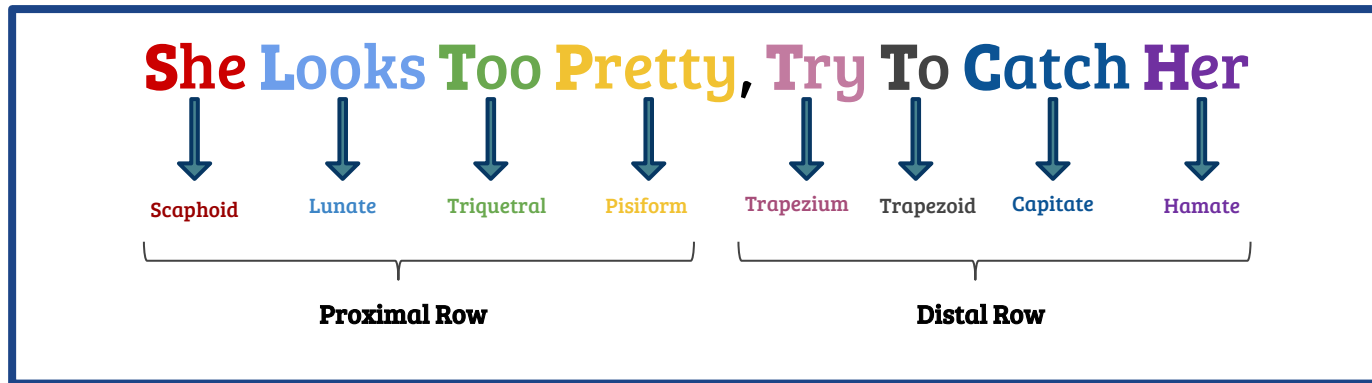 She Looks Too Pretty, Try To Catch Her
Scaphoid Lunate Triquetral Pisiform Trapezium Trapezoid Capitate Hamate
Proximal Row Distal Row